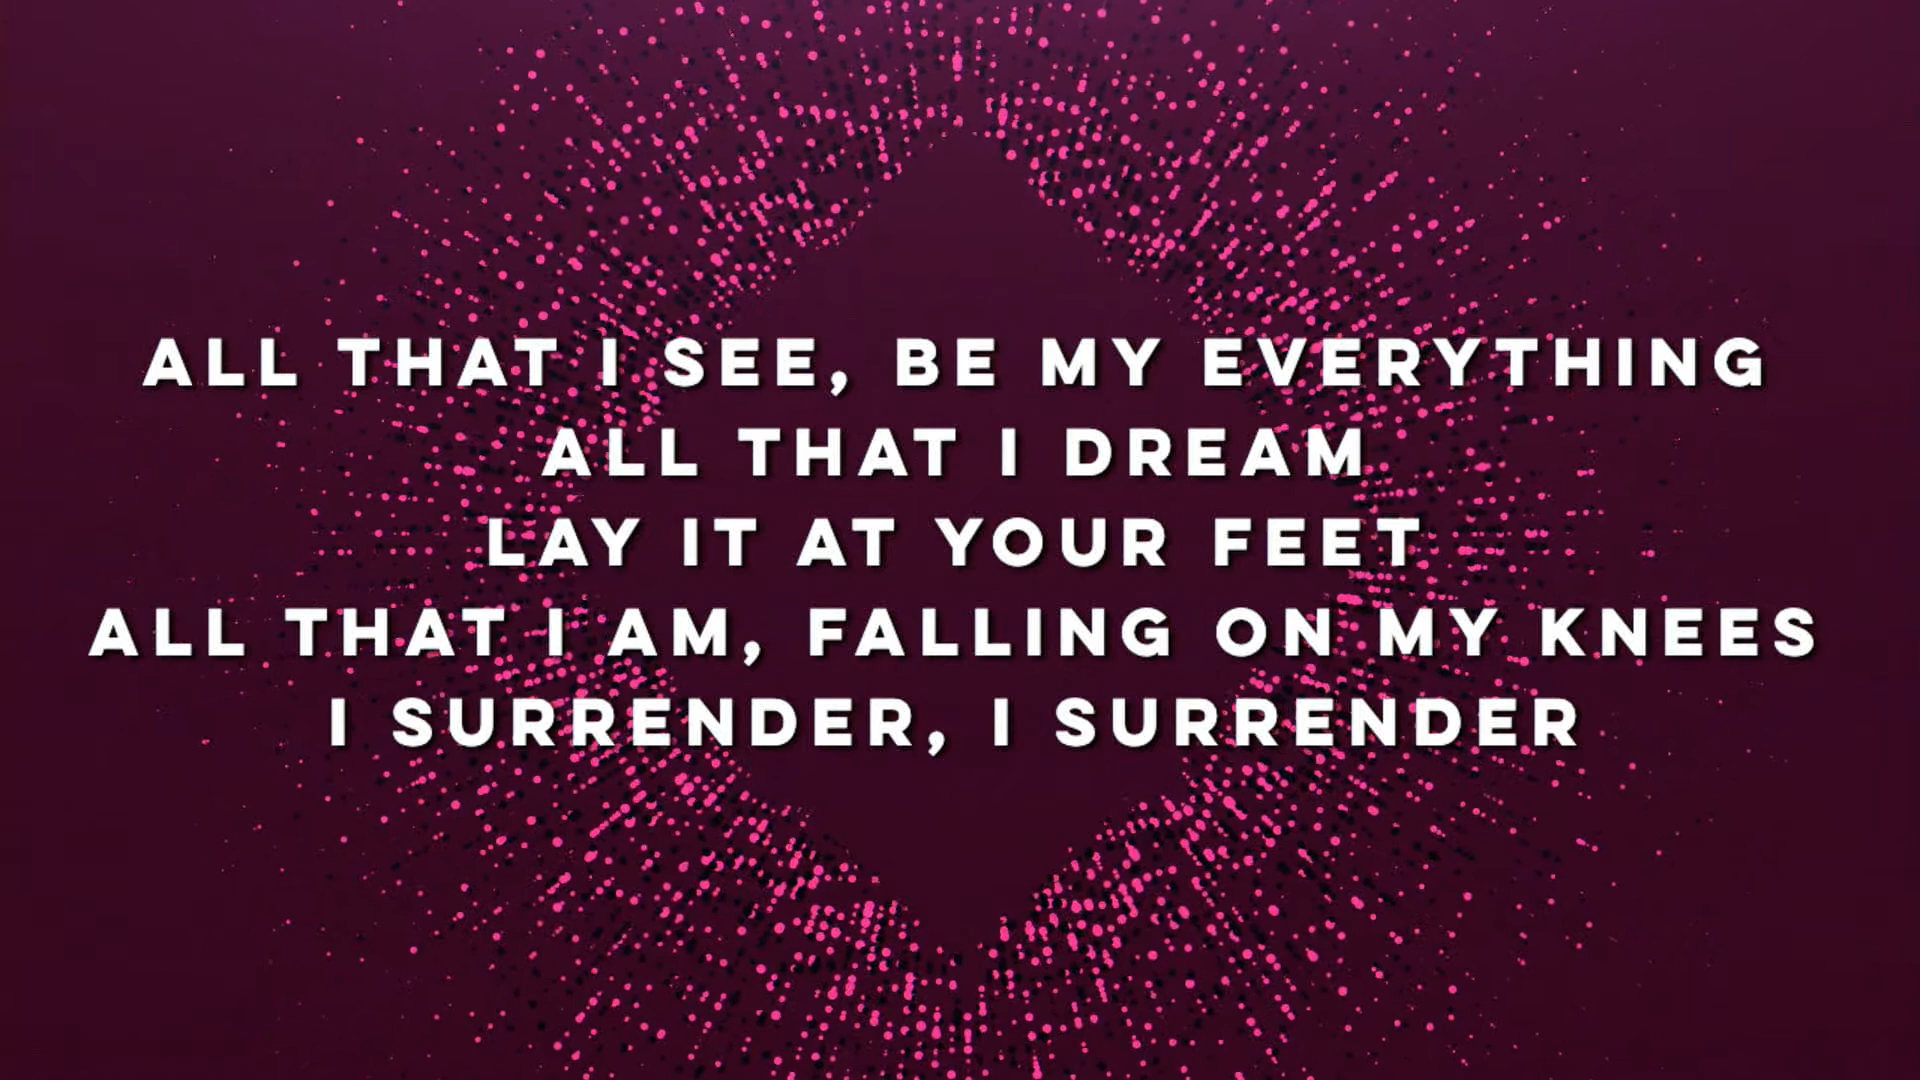 ALL THAT I SEE, BE MY EVERYTHING
ALL THAT I DREAM
LAY IT AT YOUR FEET
ALL THAT I AM, FALLING ON MY KNEES
I SURRENDER, I SURRENDER